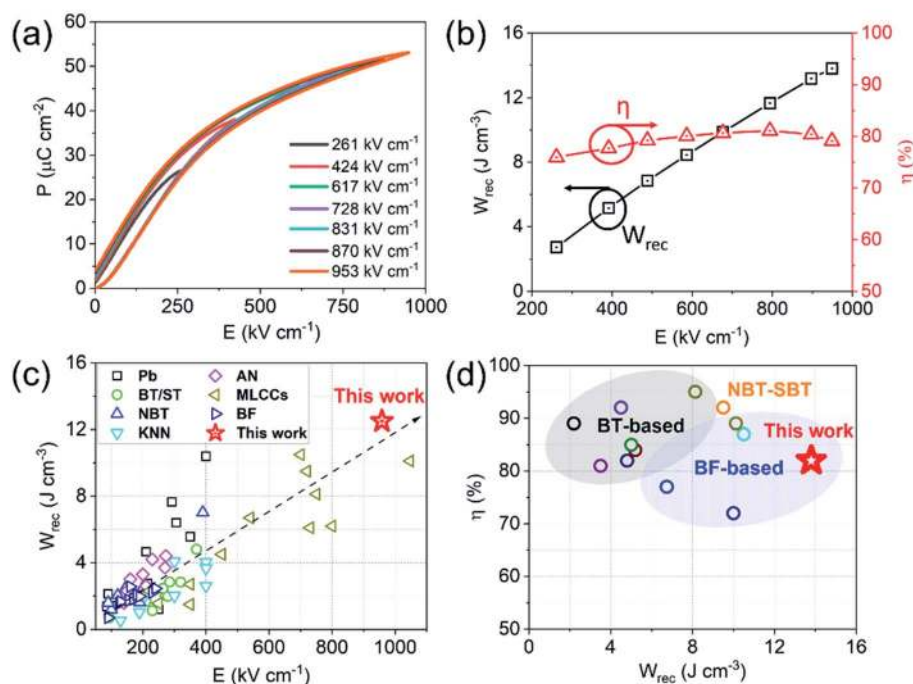 (a)
60
50
40
30
20
10
0
P (μC cm⁻²)
261 kV cm⁻¹
424 kV cm⁻¹
617 kV cm⁻¹
728 kV cm⁻¹
831 kV cm⁻¹
870 kV cm⁻¹
953 kV cm⁻¹
0 250 500 750 1000
E (kV cm⁻¹)
(b)
16
12
8
4
0
W_rec (J cm⁻³)
η
W_rec
100
90
80
70
60
50
η (%)
200 400 600 800 1000
E (kV cm⁻¹)
(c)
16
12
8
4
0
W_rec (J cm⁻³)
Pb AN
BT/ST MLCCs
NBT BF
KNN This work
This work
200 400 600 800 1000
E (kV cm⁻¹)
(d)
100
90
80
70
60
50
η (%)
NBT-SBT
BT-based
This work
BF-based
0 4 8 12 16
W_rec (J cm⁻³)